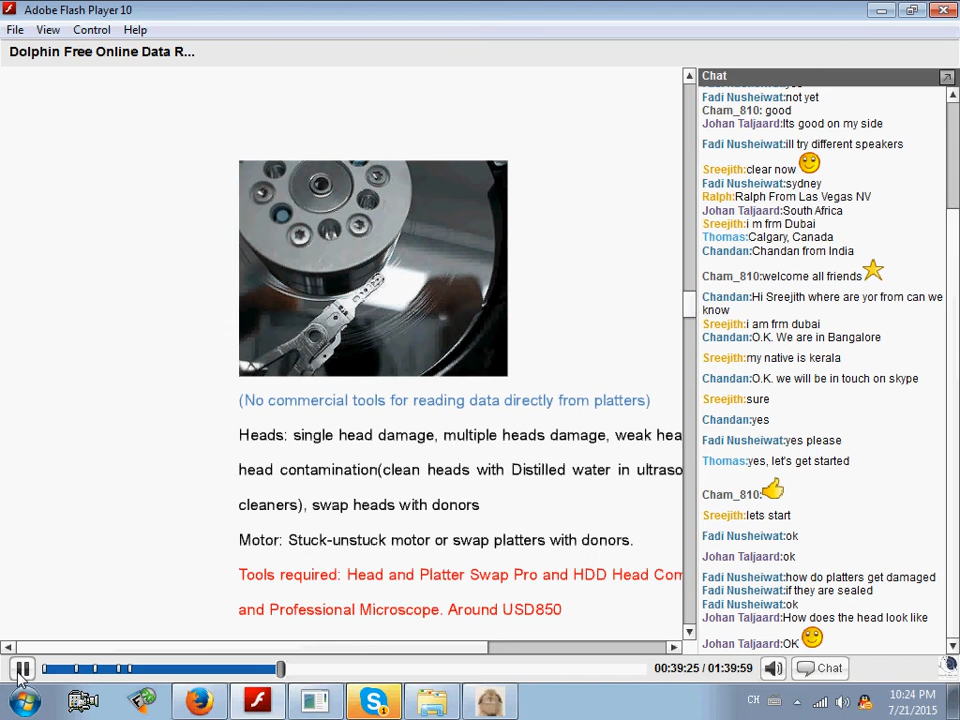 Adobe Flash Player 10
File View Control Help
Dolphin Free Online Data R...
(No commercial tools for reading data directly from platters)
Heads: single head damage, multiple heads damage, weak hea
head contamination(clean heads with Distilled water in ultraso
cleaners), swap heads with donors
Motor: Stuck-unstuck motor or swap platters with donors.
Tools required: Head and Platter Swap Pro and HDD Head Com
and Professional Microscope. Around USD850
Chat
Fadi Nusheiwat:not yet
Cham_810: good
Johan Taljaard:Its good on my side
Fadi Nusheiwat:ill try different speakers
Sreejith:clear now
Fadi Nusheiwat:sydney
Ralph:Ralph From Las Vegas NV
Johan Taljaard:South Africa
Sreejith:i m frm Dubai
Thomas:Calgary, Canada
Chandan:Chandan from India
Cham_810:welcome all friends
Chandan:Hi Sreejith where are yor from can we
know
Sreejith:i am frm dubai
Chandan:O.K. We are in Bangalore
Sreejith:my native is kerala
Chandan:O.K. we will be in touch on skype
Sreejith:sure
Chandan:yes
Fadi Nusheiwat:yes please
Thomas:yes, let's get started
Cham_810:
Sreejith:lets start
Fadi Nusheiwat:ok
Johan Taljaard:ok
Fadi Nusheiwat:how do platters get damaged
Fadi Nusheiwat:if they are sealed
Fadi Nusheiwat:ok
Johan Taljaard:How does the head look like
Johan Taljaard:OK
00:39:25 / 01:39:59
Chat
CH
10:24 PM
7/21/2015